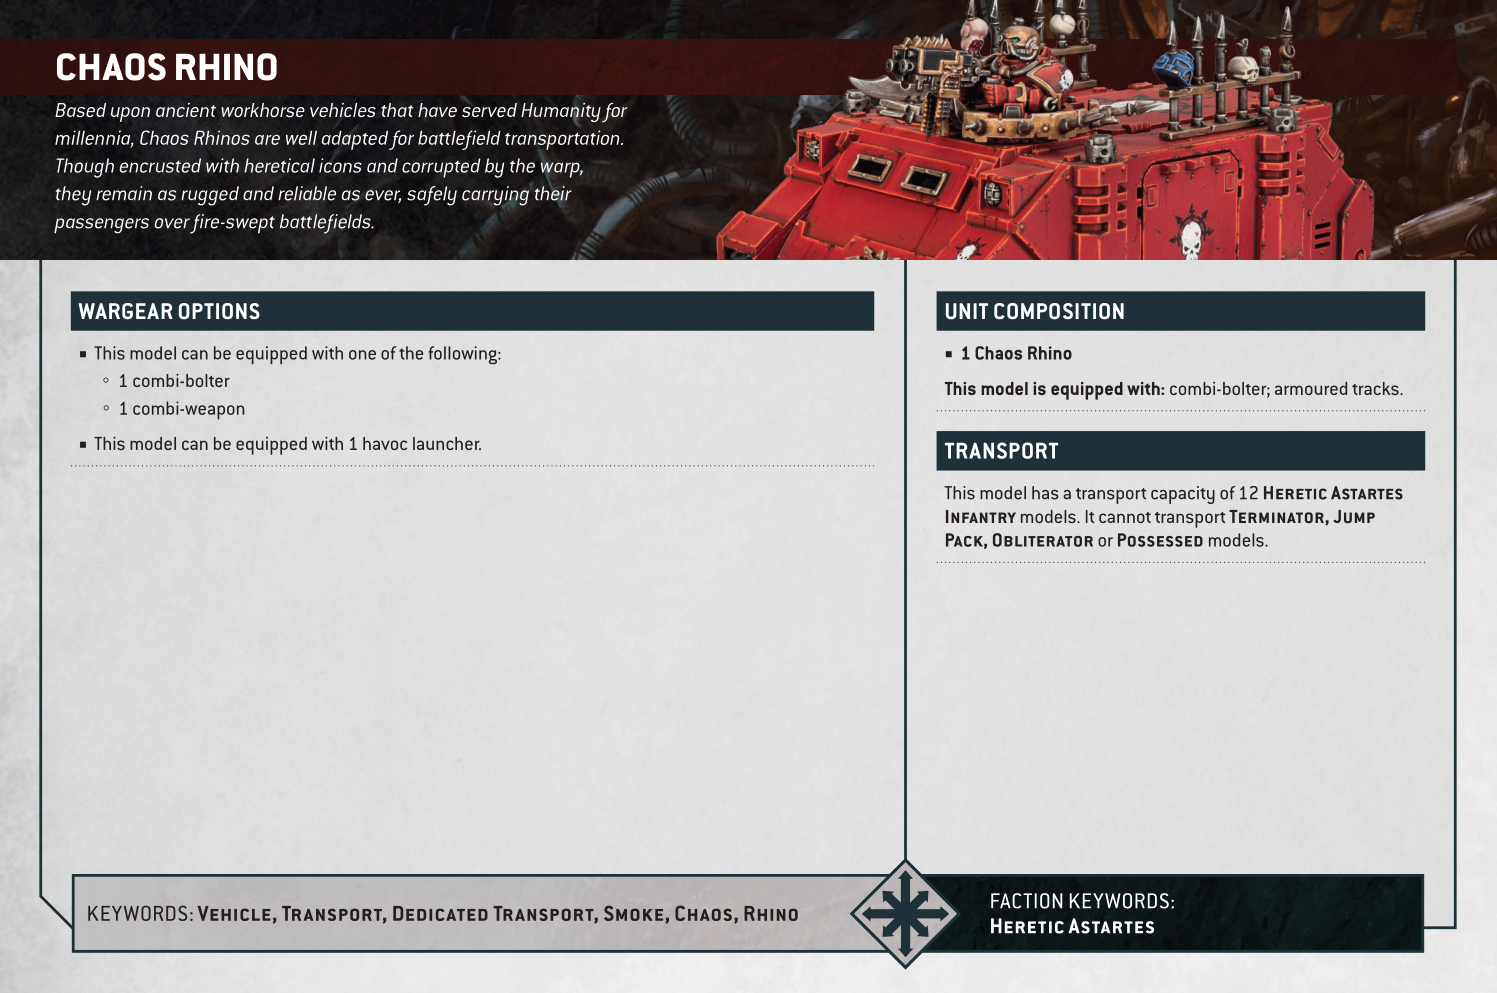 CHAOS RHINO
Based upon ancient workhorse vehicles that have served Humanity for
millennia, Chaos Rhinos are well adapted for battlefield transportation.
Though encrusted with heretical icons and corrupted by the warp,
they remain as rugged and reliable as ever, safely carrying their
passengers over fire-swept battlefields.
WARGEAR OPTIONS
■ This model can be equipped with one of the following:
◦ 1 combi-bolter
◦ 1 combi-weapon
■ This model can be equipped with 1 havoc launcher.
UNIT COMPOSITION
■ 1 Chaos Rhino
This model is equipped with: combi-bolter; armoured tracks.
TRANSPORT
This model has a transport capacity of 12 HERETIC ASTARTES
INFANTRY models. It cannot transport TERMINATOR, JUMP
PACK, OBLITERATOR or POSSESSED models.
KEYWORDS: VEHICLE, TRANSPORT, DEDICATED TRANSPORT, SMOKE, CHAOS, RHINO
FACTION KEYWORDS:
HERETIC ASTARTES